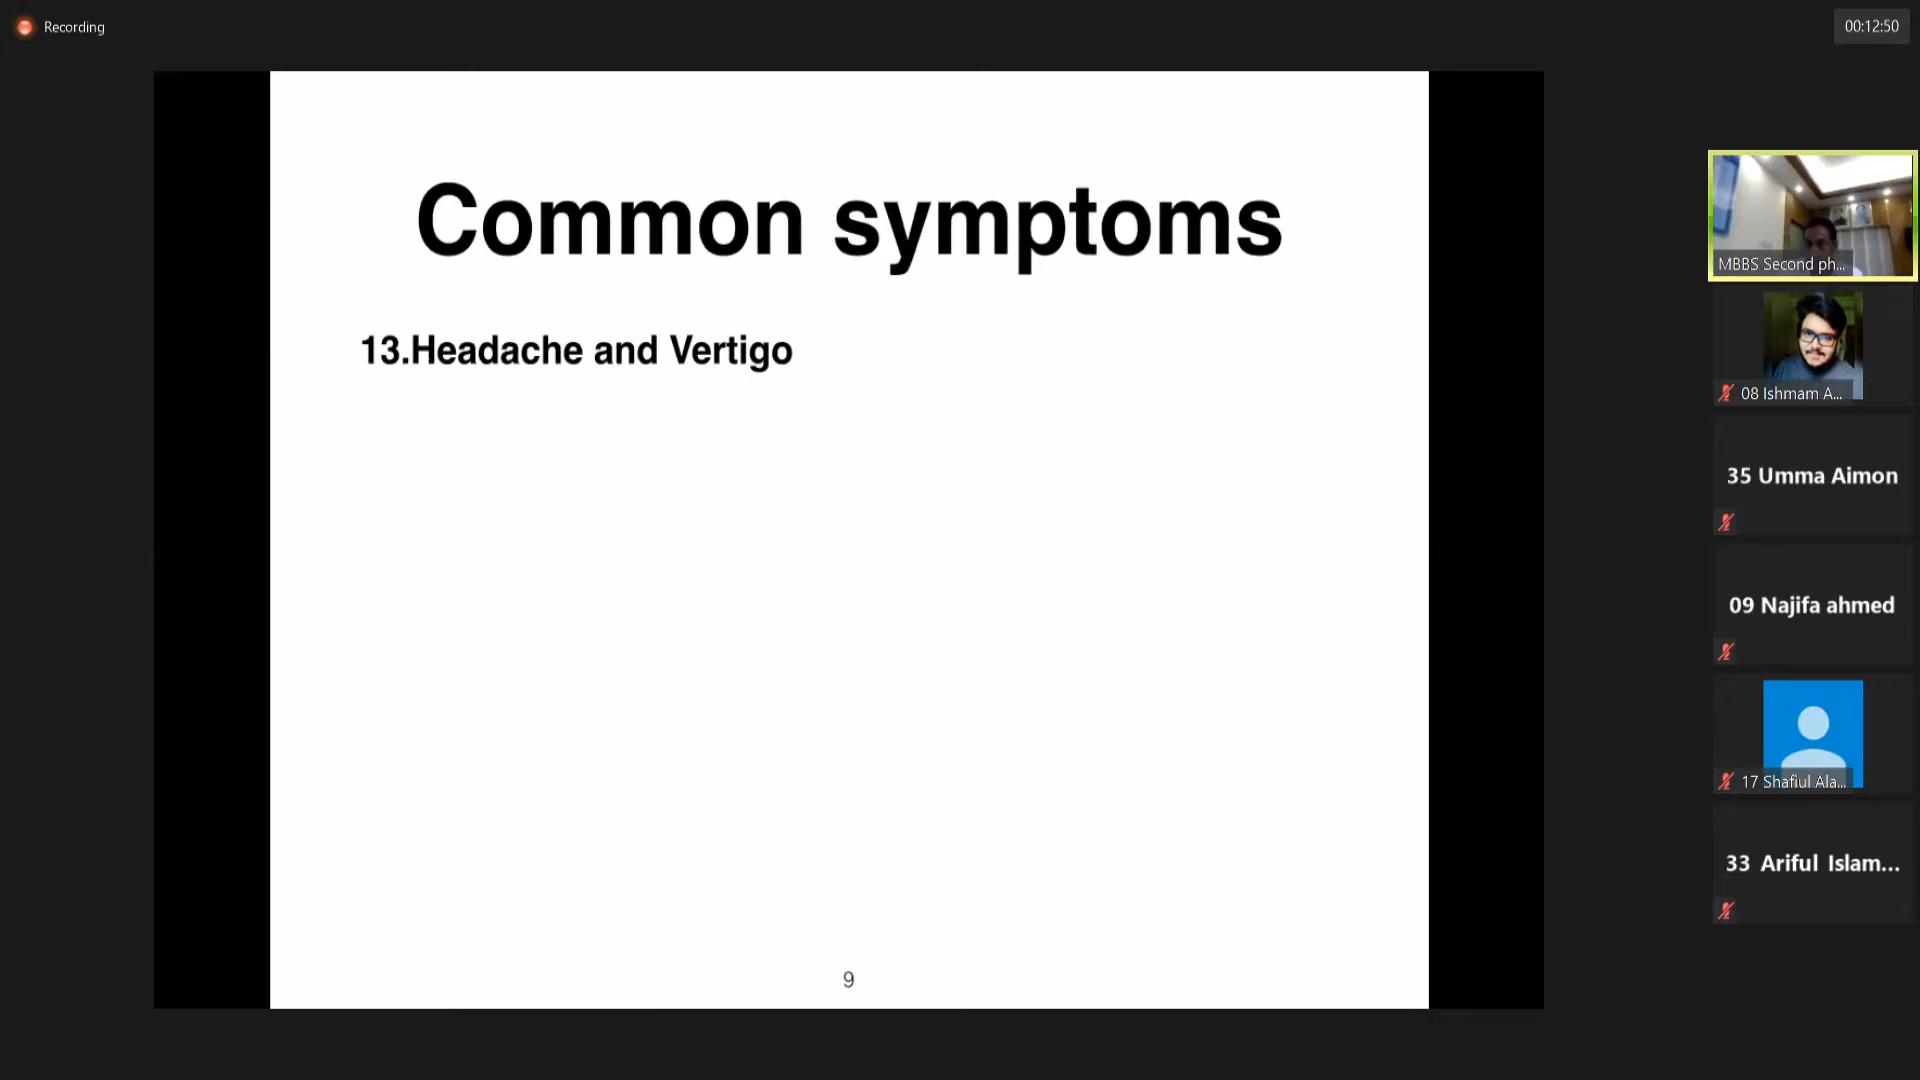 Recording
00:12:50
Common symptoms
13.Headache and Vertigo
9
MBBS Second ph...
08 Ishmam A...
35 Umma Aimon
09 Najifa ahmed
17 Shafiul Ala...
33 Ariful Islam...